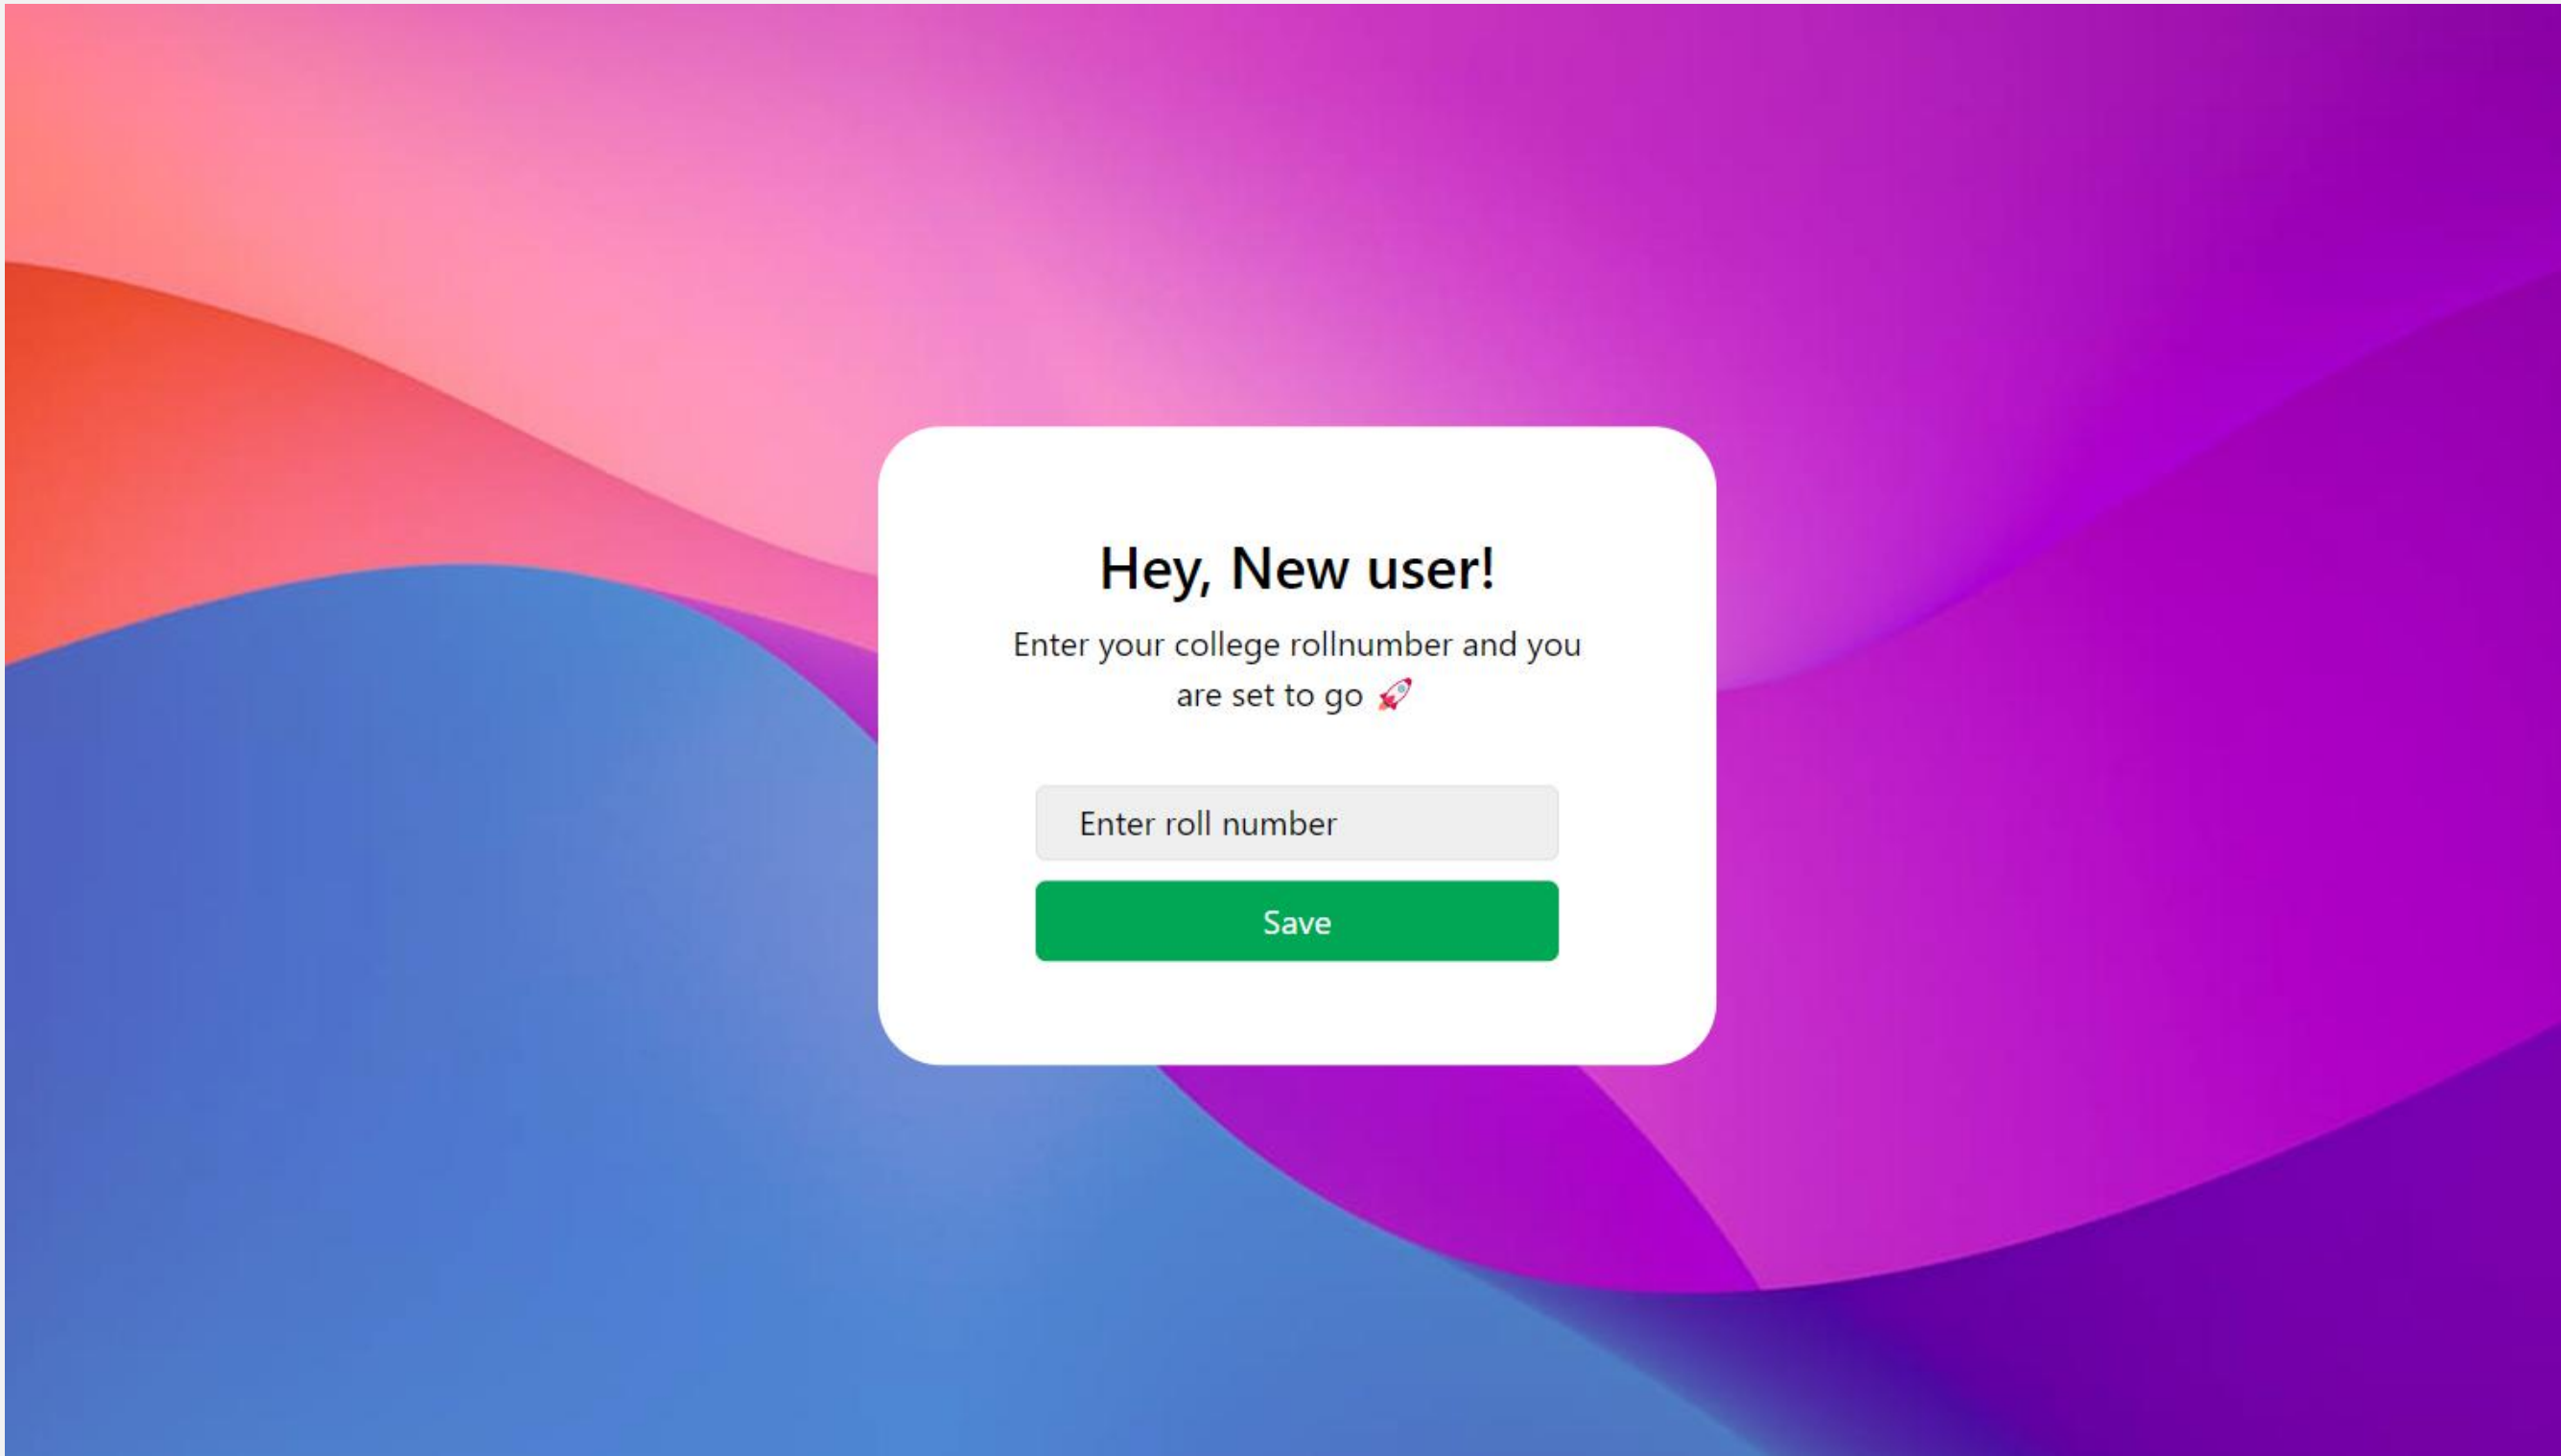 Hey, New user!
Enter your college rollnumber and you
are set to go 🚀
Enter roll number
Save